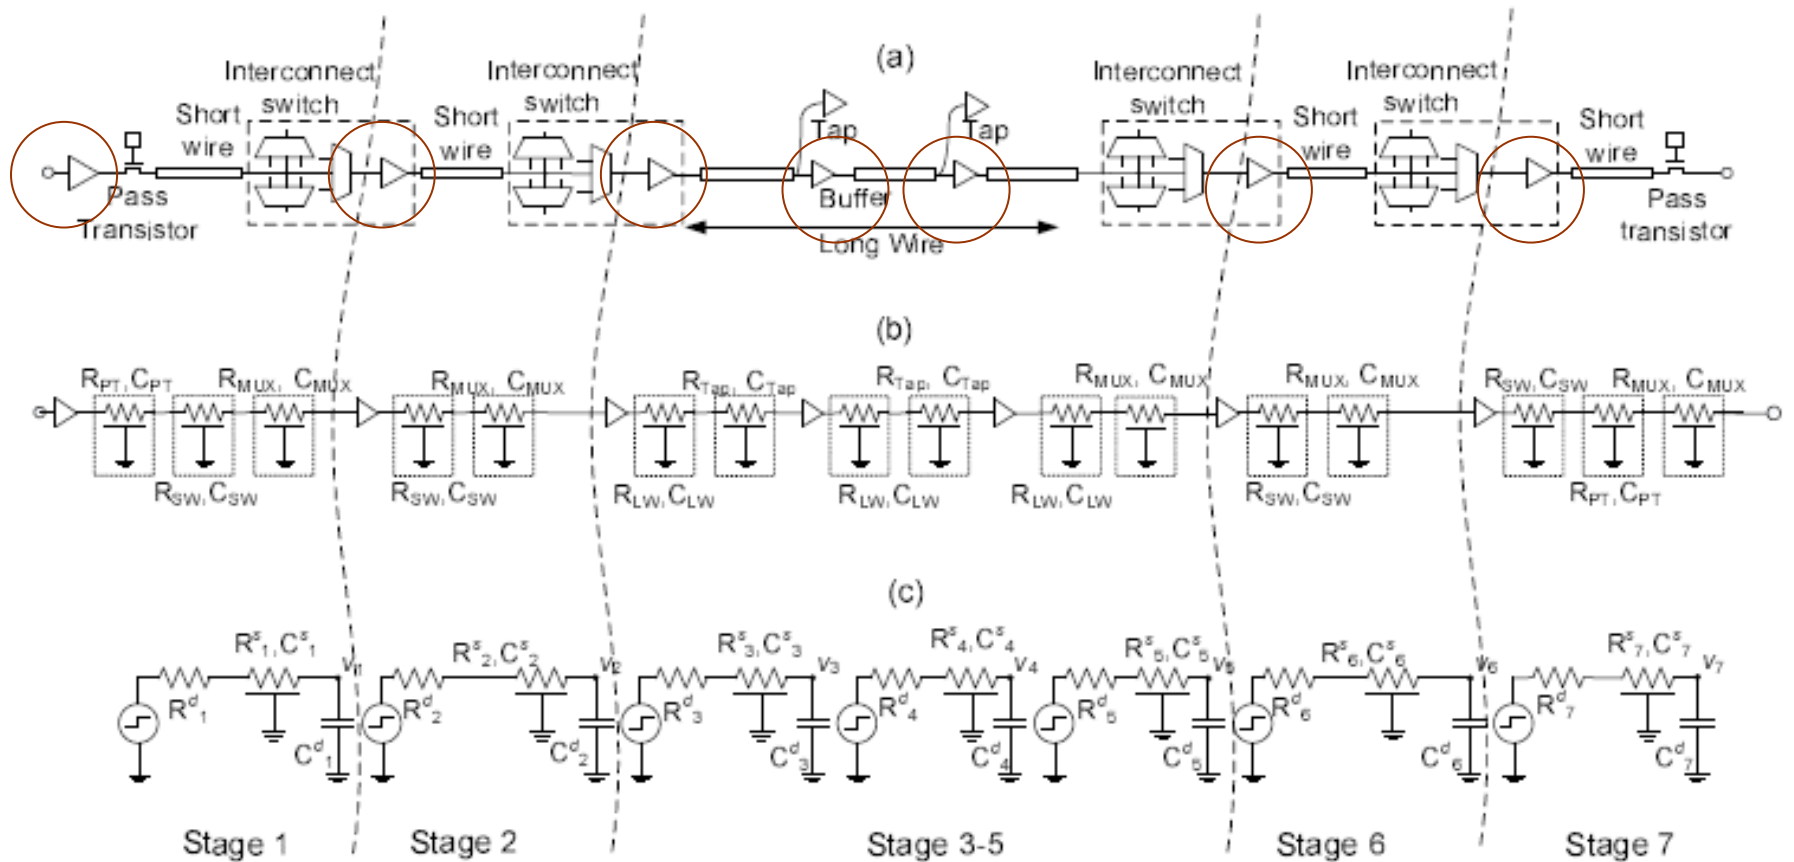 (a)
Interconnect switch
Interconnect switch
Interconnect switch
Interconnect switch
Short wire
Short wire
Tap
Tap
Short wire
Short wire
Pass Transistor
Buffer
Long Wire
Pass transistor
(b)
R_PT, C_PT
R_MUX, C_MUX
R_MUX, C_MUX
R_Tap, C_Tap
R_Tap, C_Tap
R_MUX, C_MUX
R_MUX, C_MUX
R_SW, C_SW
R_MUX, C_MUX
R_SW, C_SW
R_SW, C_SW
R_LW, C_LW
R_LW, C_LW
R_LW, C_LW
R_SW, C_SW
R_PT, C_PT
(c)
R^s_1, C^s_1
v_1
R^s_2, C^s_2
v_2
R^s_3, C^s_3
v_3
R^s_4, C^s_4
v_4
R^s_5, C^s_5
v_5
R^s_6, C^s_6
v_6
R^s_7, C^s_7
v_7
R^d_1
R^d_2
R^d_3
R^d_4
R^d_5
R^d_6
R^d_7
C^d_1
C^d_2
C^d_3
C^d_4
C^d_5
C^d_6
C^d_7
Stage 1
Stage 2
Stage 3-5
Stage 6
Stage 7